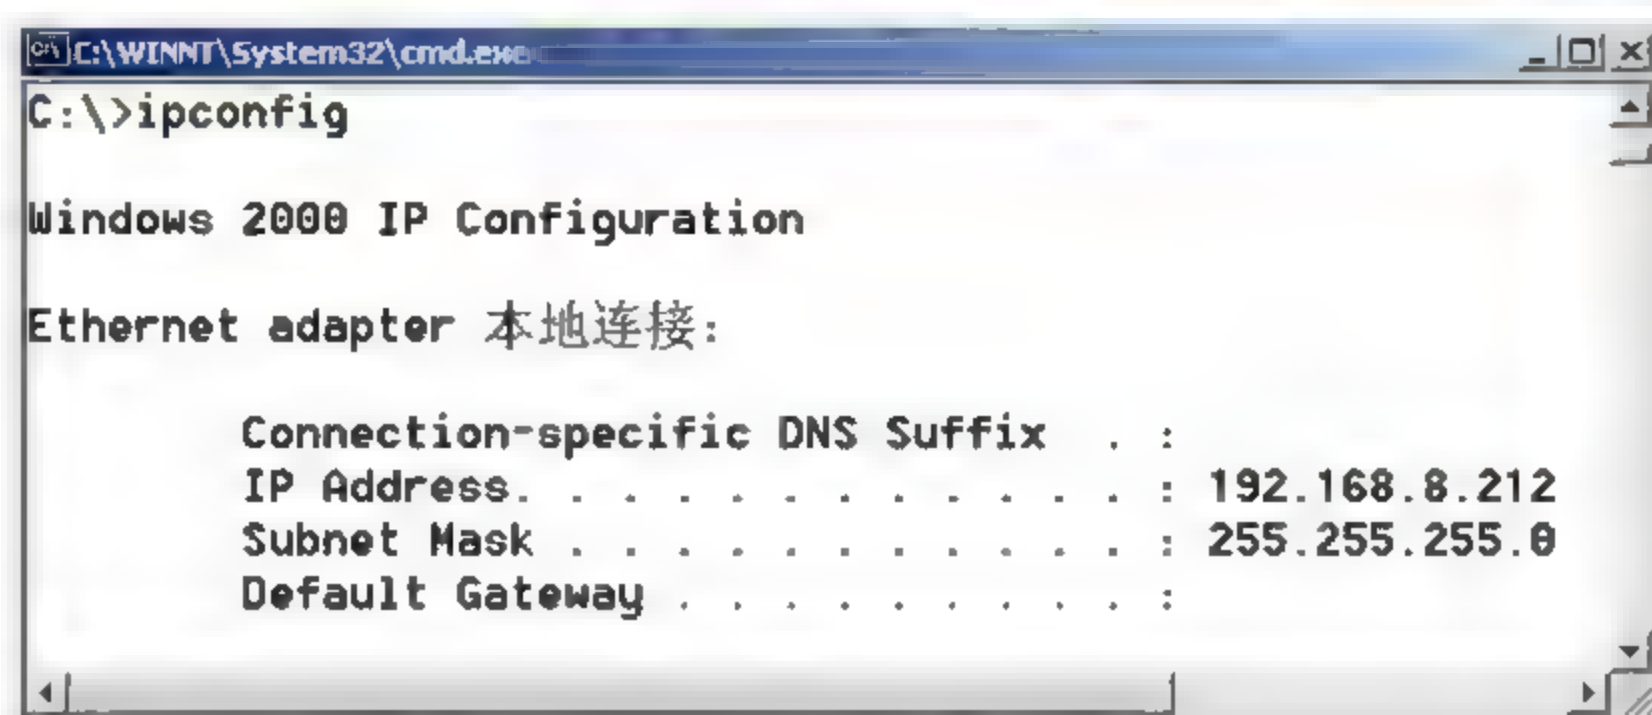 C:\WINNT\System32\cmd.exe
C:\>ipconfig
Windows 2000 IP Configuration
Ethernet adapter 本地连接:
Connection-specific DNS Suffix . :
IP Address. . . . . . . . . . . . : 192.168.8.212
Subnet Mask . . . . . . . . . . . : 255.255.255.0
Default Gateway . . . . . . . . . :